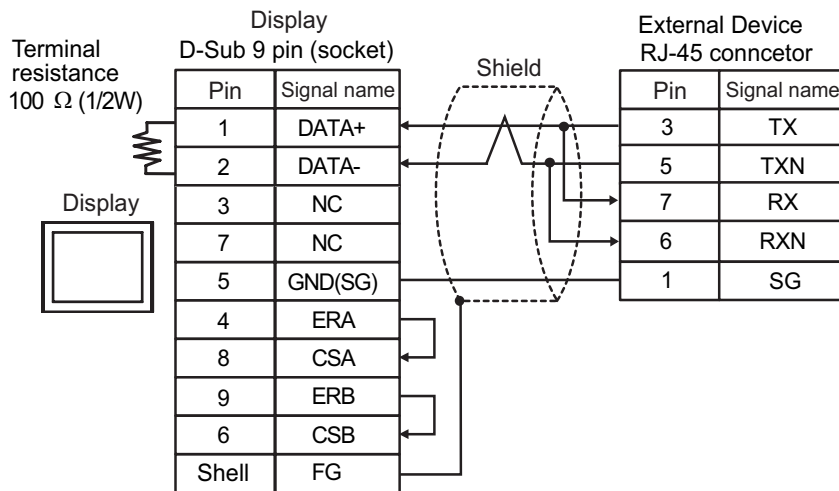 Display
D-Sub 9 pin (socket)
External Device
RJ-45 conncetor
Terminal
resistance
100 Ω (1/2W)
Shield
Pin Signal name
1 DATA+
2 DATA-
3 NC
7 NC
5 GND(SG)
4 ERA
8 CSA
9 ERB
6 CSB
Shell FG
Display
Pin Signal name
3 TX
5 TXN
7 RX
6 RXN
1 SG